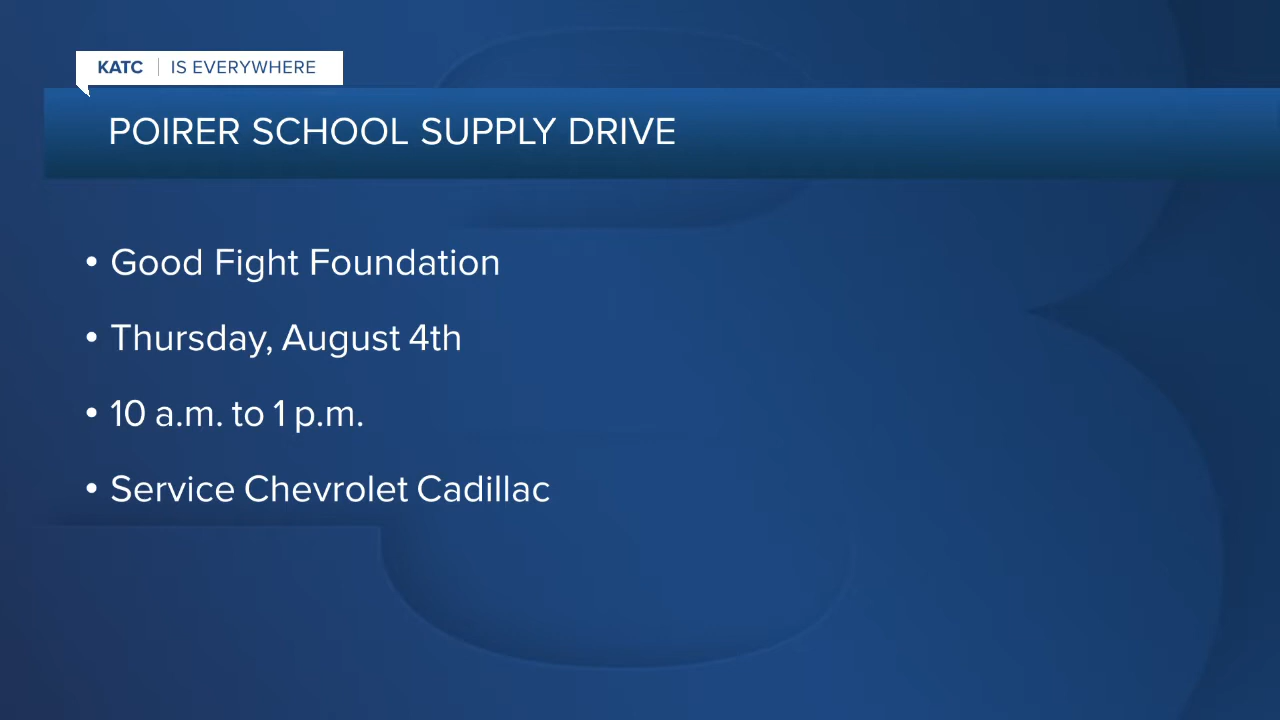 KATC | IS EVERYWHERE
POIRER SCHOOL SUPPLY DRIVE
• Good Fight Foundation
• Thursday, August 4th
• 10 a.m. to 1 p.m.
• Service Chevrolet Cadillac